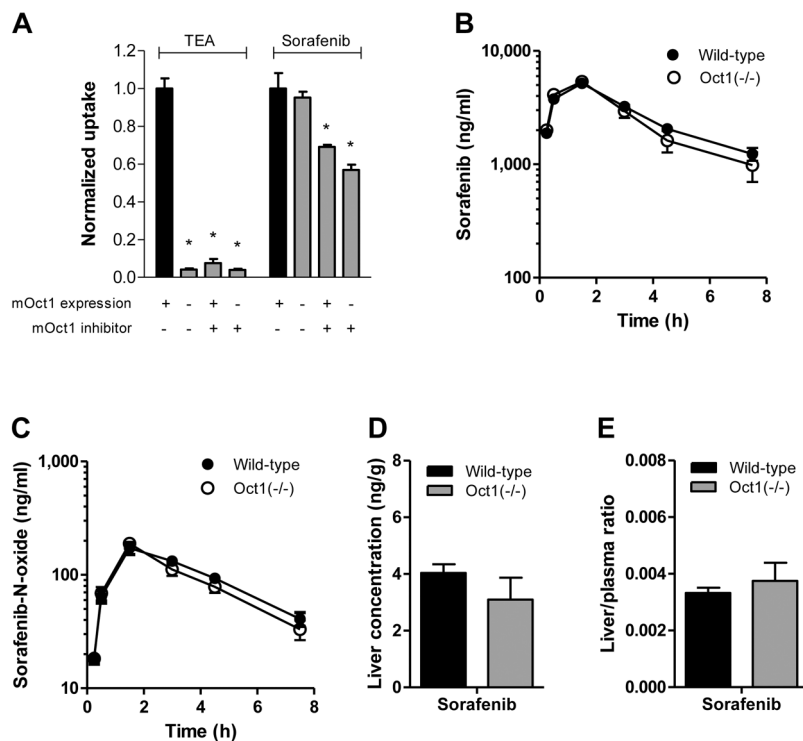 A
TEA
Sorafenib
Normalized uptake
1.2
1.0
0.8
0.6
0.4
0.2
0.0
* * * * *
mOct1 expression + - + - + - + -
mOct1 inhibitor - - + + - - + +
B
Wild-type
Oct1(-/-)
Sorafenib (ng/ml)
10,000
1,000
100
0 2 4 6 8
Time (h)
C
Wild-type
Oct1(-/-)
Sorafenib-N-oxide (ng/ml)
1,000
100
10
0 2 4 6 8
Time (h)
D
Wild-type
Oct1(-/-)
Liver concentration (ng/g)
8
6
4
2
0
Sorafenib
E
Wild-type
Oct1(-/-)
Liver/plasma ratio
0.008
0.006
0.004
0.002
0.000
Sorafenib